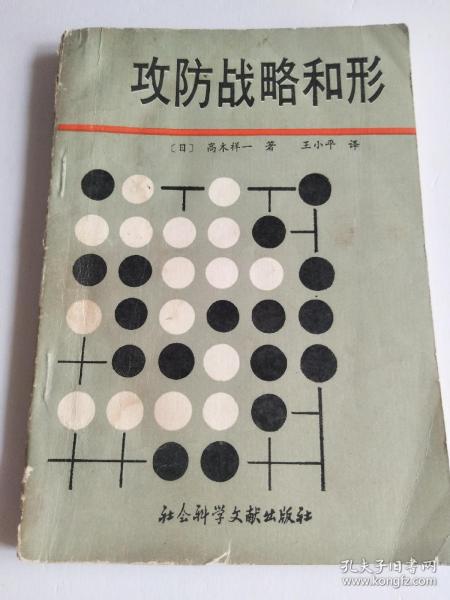 攻防战略和形
〔日〕 高木祥一 著 王小平 译
社会科学文献出版社
孔夫子旧书网
www.kongfz.com